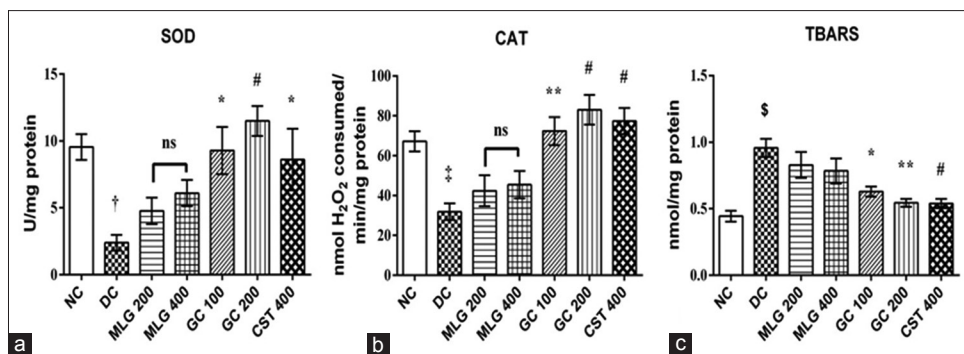 SOD
U/mg protein
15
10
5
0
†
ns
*
#
*
NC
DC
MLG 200
MLG 400
GC 100
GC 200
CST 400
a
CAT
nmol H₂O₂ consumed/
min/mg protein
100
80
60
40
20
0
‡
ns
**
#
#
NC
DC
MLG 200
MLG 400
GC 100
GC 200
CST 400
b
TBARS
nmol/mg protein
1.5
1.0
0.5
0.0
$
*
**
#
NC
DC
MLG 200
MLG 400
GC 100
GC 200
CST 400
c